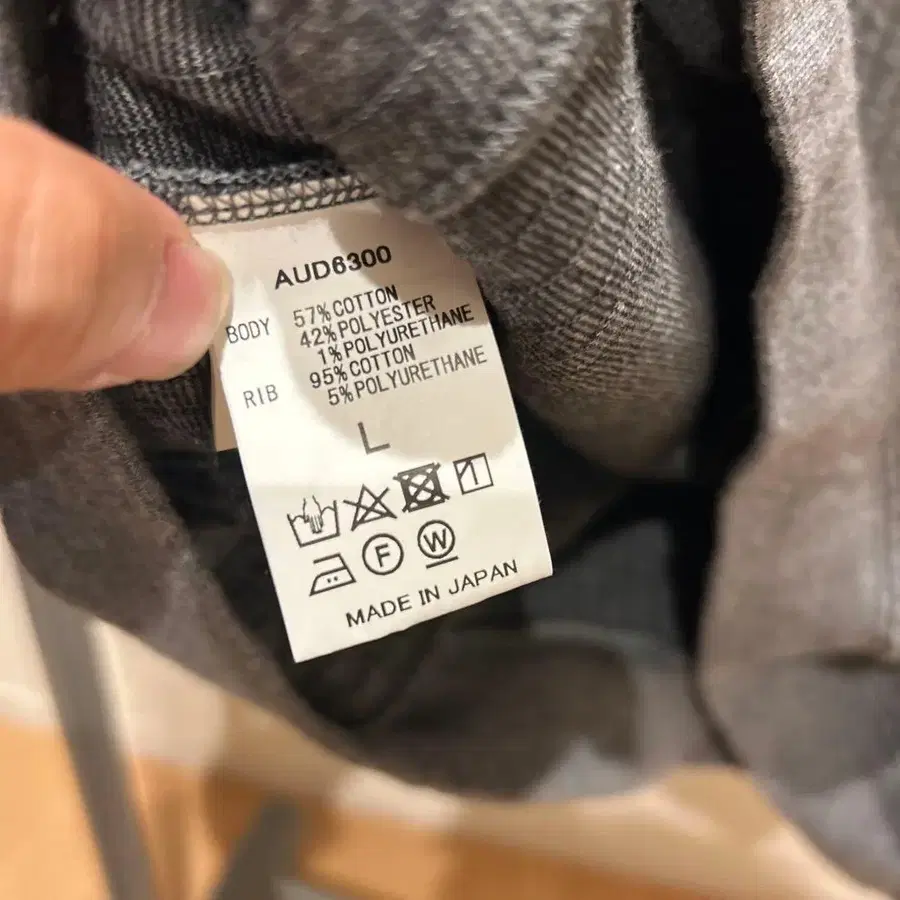 AUD6300
BODY 57%COTTON
42%POLYESTER
1%POLYURETHANE
RIB 95%COTTON
5%POLYURETHANE
L
F W
MADE IN JAPAN